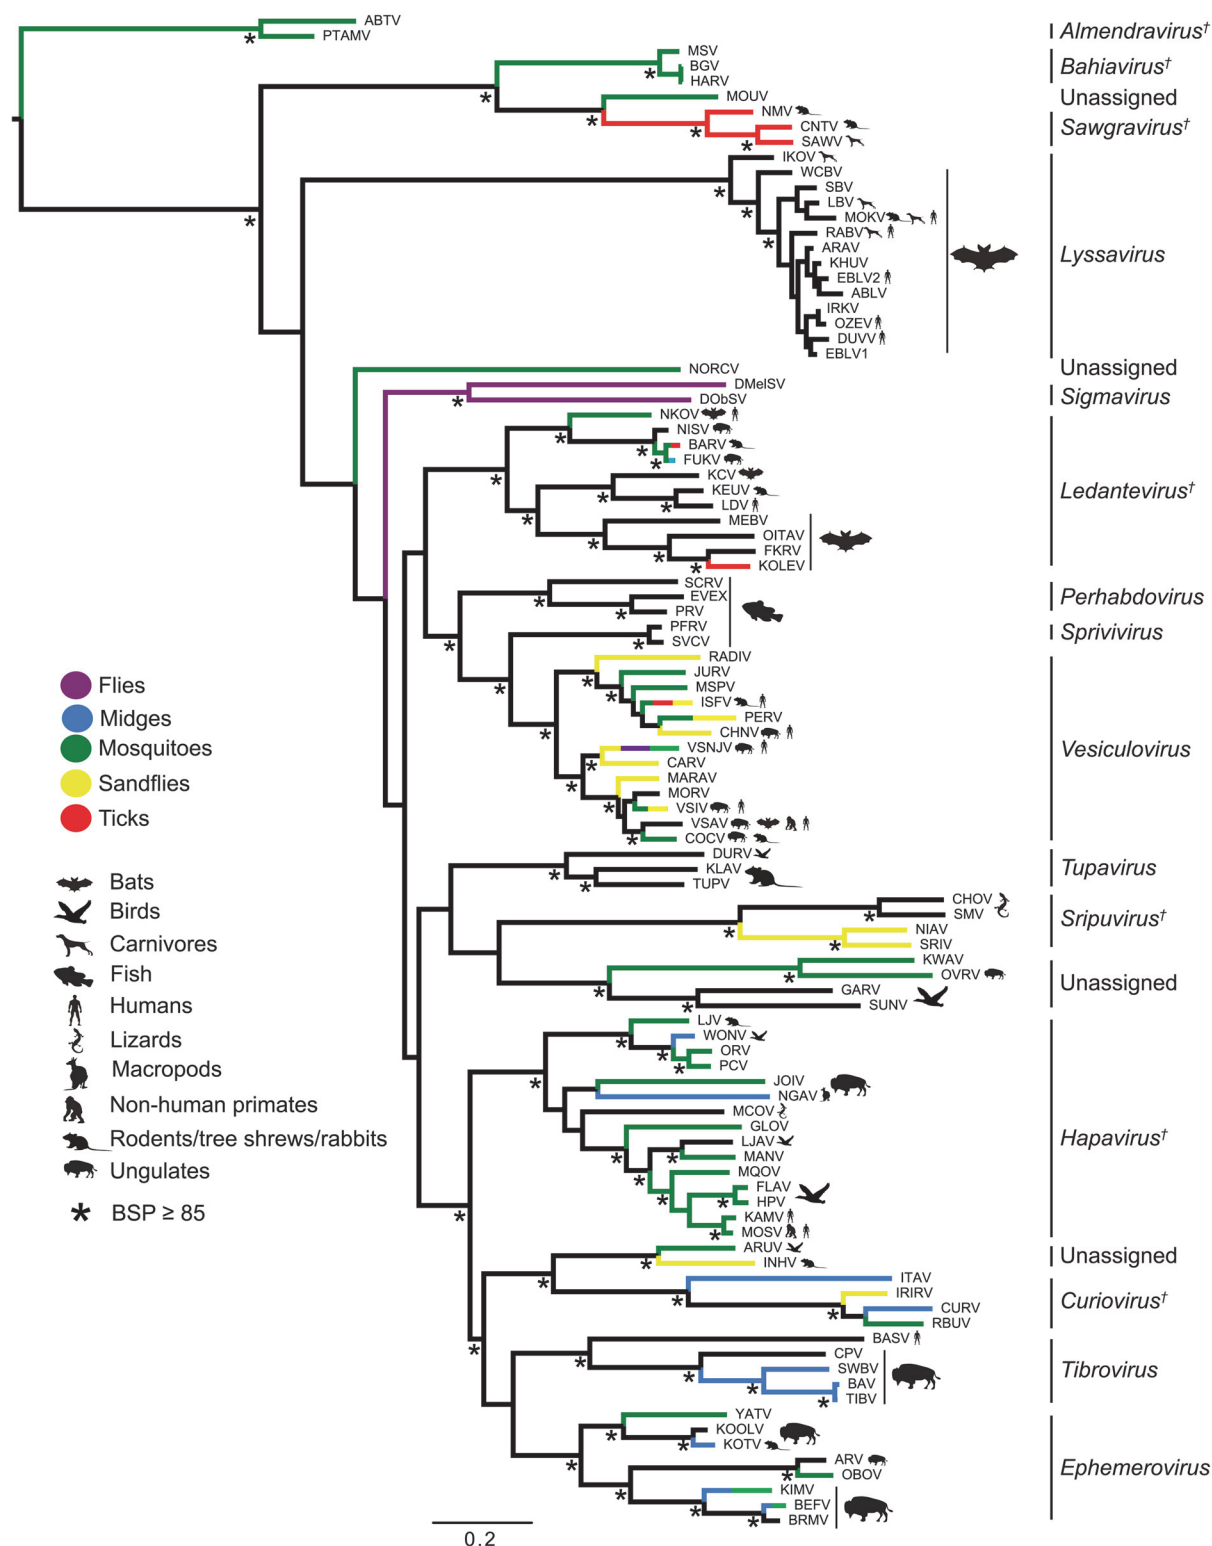 ABTV
PTAMV
Almendravirus†
MSV
BGV
HARV
Bahiavirus†
MOUV
Unassigned
NMV
CNTV
SAWV
Sawgravirus†
IKOV
WCBV
SBV
LBV
MOKV
RABV
ARAV
KHUV
EBLV2
ABLV
IRKV
OZEV
DUVV
EBLV1
Lyssavirus
NORCV
Unassigned
DMelSV
DObSV
Sigmavirus
NKOV
NISV
BARV
FUKV
KCV
KEUV
LDV
MEBV
OITAV
FKRV
KOLEV
Ledantevirus†
SCRV
EVEX
PRV
Perhabdovirus
PFRV
SVCV
Sprivivirus
RADIV
JURV
MSPV
ISFV
PERV
CHNV
VSNJV
CARV
MARAV
MORV
VSIV
VSAV
COCV
Vesiculovirus
DURV
KLAV
TUPV
Tupavirus
CHOV
SMV
NIAV
SRIV
Sripuvirus†
KWAV
OVRV
GARV
SUNV
Unassigned
LJV
WONV
ORV
PCV
JOIV
NGAV
MCOV
GLOV
LJAV
MANV
MQOV
FLAV
HPV
KAMV
MOSV
Hapavirus†
ARUV
INHV
Unassigned
ITAV
IRIRV
CURV
RBUV
Curiovirus†
BASV
CPV
SWBV
BAV
TIBV
Tibrovirus
YATV
KOOLV
KOTV
ARV
OBOV
KIMV
BEFV
BRMV
Ephemerovirus
Flies
Midges
Mosquitoes
Sandflies
Ticks
Bats
Birds
Carnivores
Fish
Humans
Lizards
Macropods
Non-human primates
Rodents/tree shrews/rabbits
Ungulates
* BSP ≥ 85
0.2